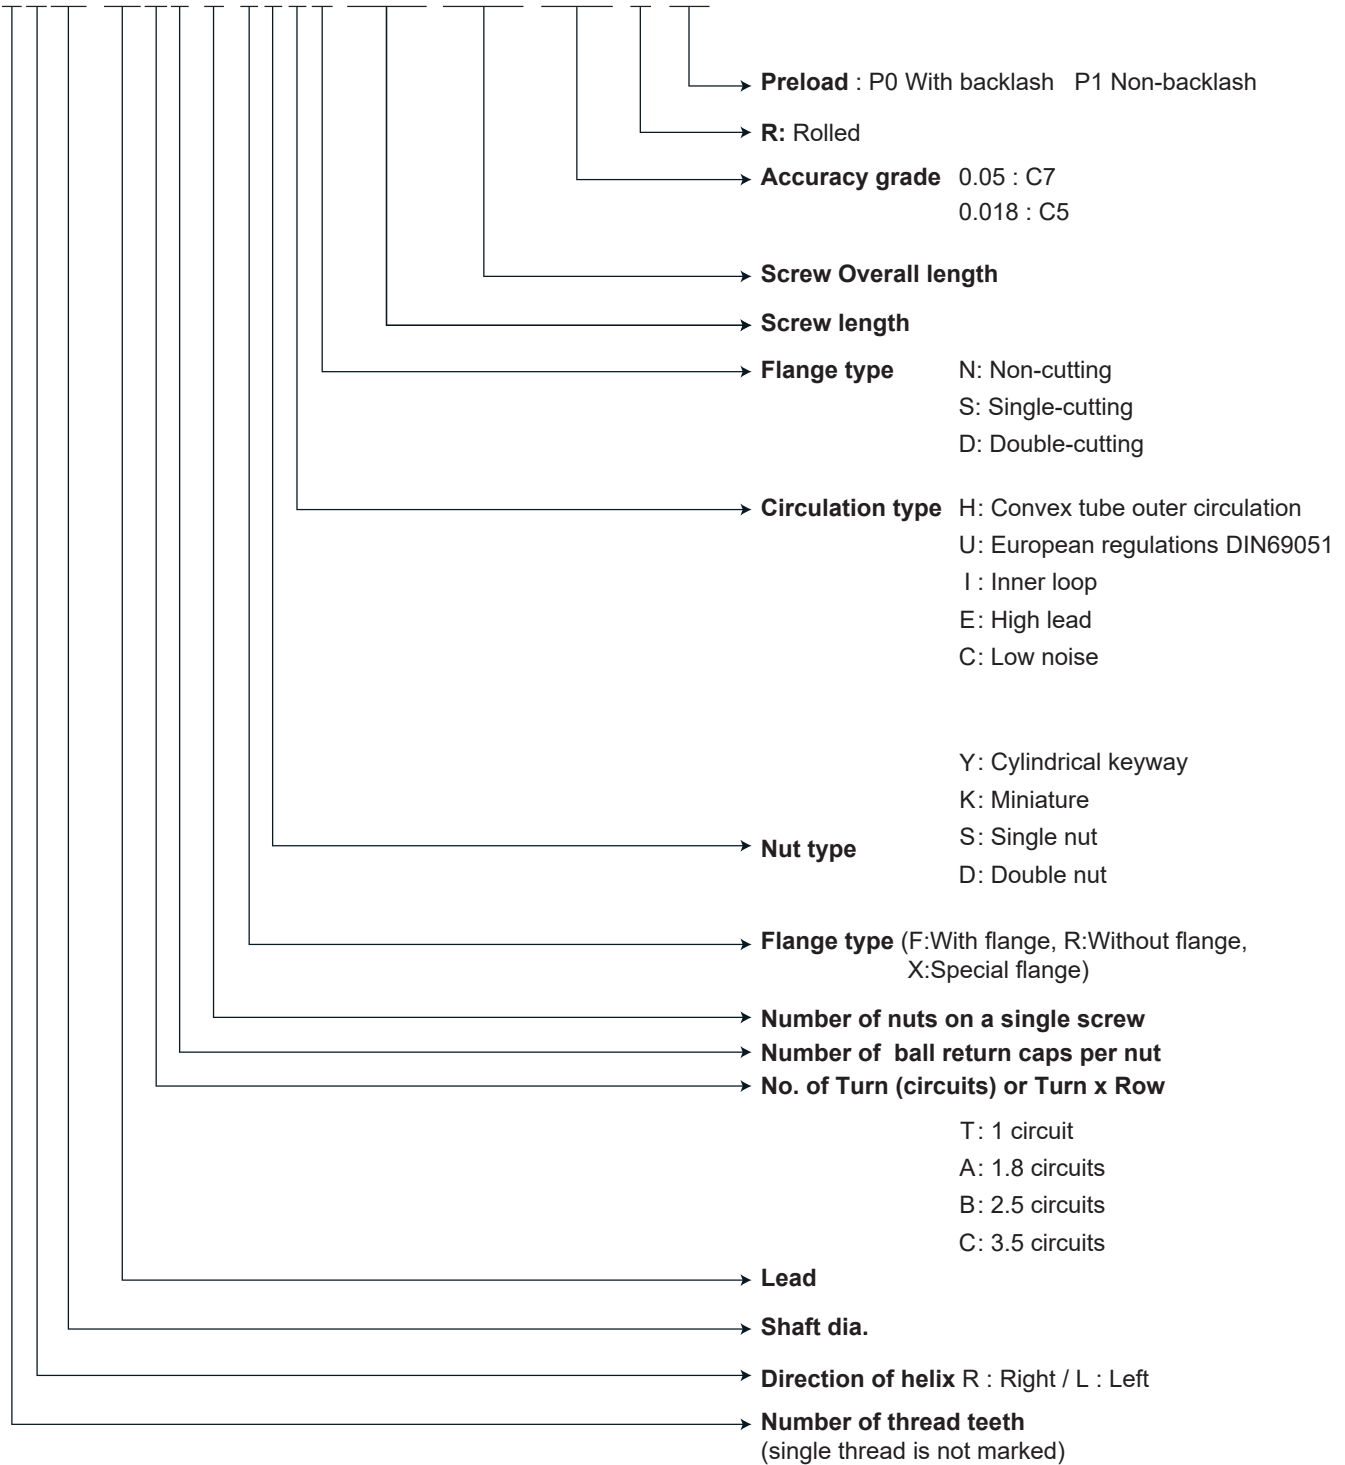 Preload : P0 With backlash P1 Non-backlash
R: Rolled
Accuracy grade 0.05 : C7
0.018 : C5
Screw Overall length
Screw length
Flange type N: Non-cutting
S: Single-cutting
D: Double-cutting
Circulation type H: Convex tube outer circulation
U: European regulations DIN69051
I : Inner loop
E: High lead
C: Low noise
Y: Cylindrical keyway
K: Miniature
S: Single nut
Nut type
D: Double nut
Flange type (F:With flange, R:Without flange,
X:Special flange)
Number of nuts on a single screw
Number of ball return caps per nut
No. of Turn (circuits) or Turn x Row
T: 1 circuit
A: 1.8 circuits
B: 2.5 circuits
C: 3.5 circuits
Lead
Shaft dia.
Direction of helix R : Right / L : Left
Number of thread teeth
(single thread is not marked)